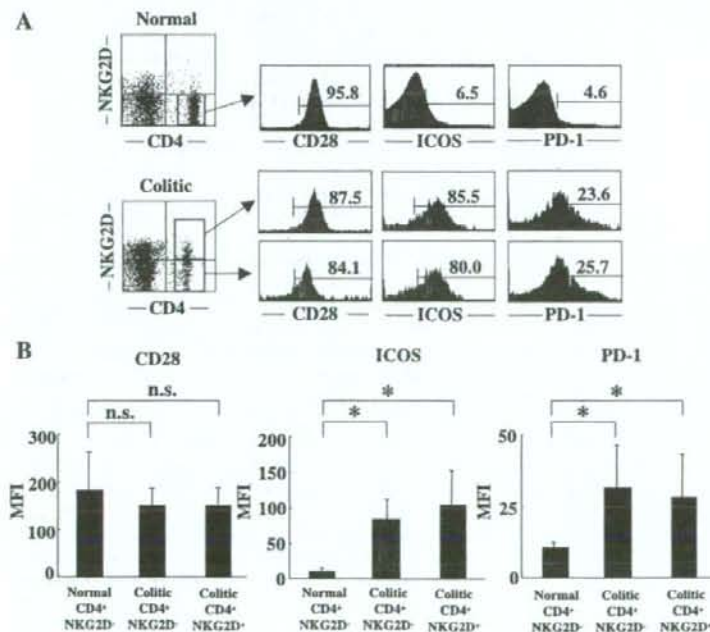 A
Normal
NKG2D
CD4
95.8
CD28
6.5
ICOS
4.6
PD-1
Colitic
NKG2D
CD4
87.5
85.5
23.6
84.1
CD28
80.0
ICOS
25.7
PD-1
B
CD28
n.s.
n.s.
MFI
300
200
100
0
Normal CD4+ NKG2D-
Colitic CD4+ NKG2D-
Colitic CD4+ NKG2D+
ICOS
*
*
MFI
200
150
100
50
0
Normal CD4+ NKG2D-
Colitic CD4+ NKG2D-
Colitic CD4+ NKG2D+
PD-1
*
*
MFI
50
25
0
Normal CD4+ NKG2D-
Colitic CD4+ NKG2D-
Colitic CD4+ NKG2D+